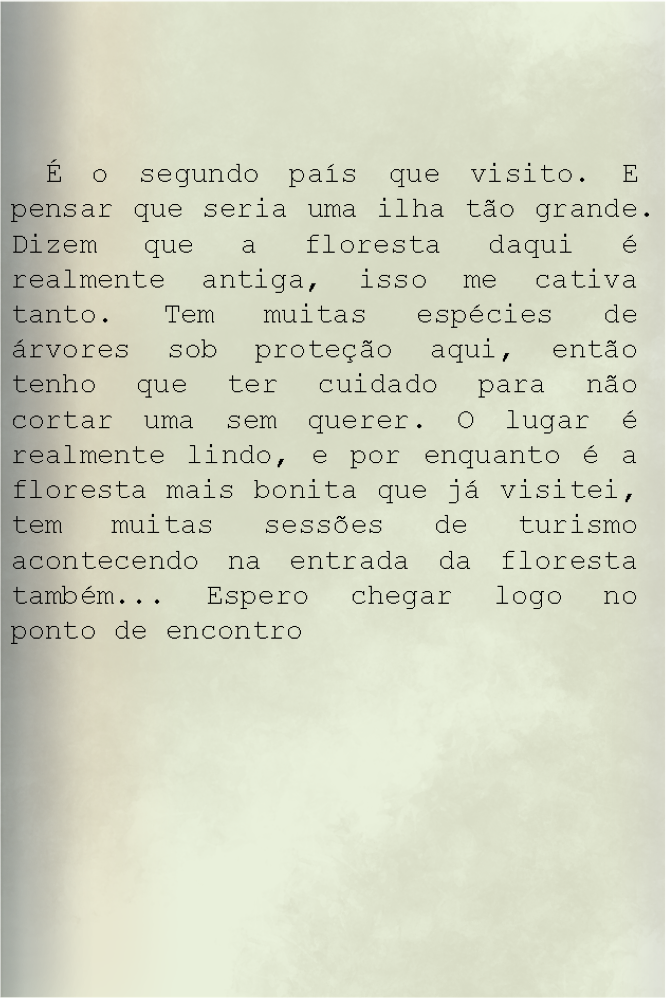 É o segundo país que visito. E
pensar que seria uma ilha tão grande.
Dizem que a floresta daqui é
realmente antiga, isso me cativa
tanto. Tem muitas espécies de
árvores sob proteção aqui, então
tenho que ter cuidado para não
cortar uma sem querer. O lugar é
realmente lindo, e por enquanto é a
floresta mais bonita que já visitei,
tem muitas sessões de turismo
acontecendo na entrada da floresta
também... Espero chegar logo no
ponto de encontro